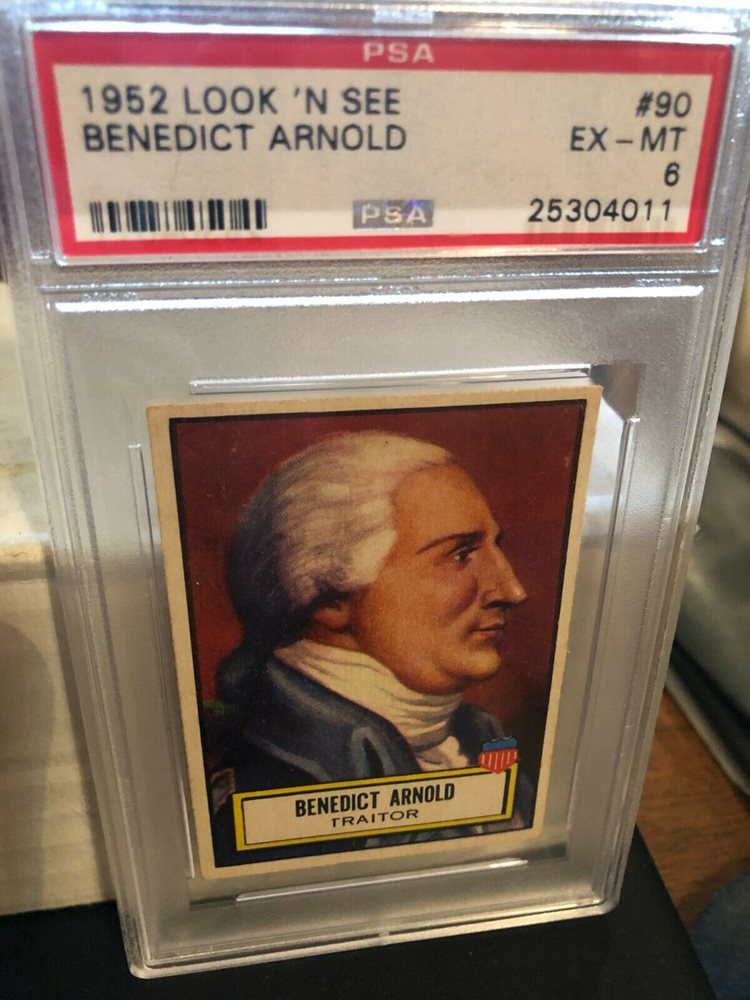 PSA
1952 LOOK 'N SEE #90
BENEDICT ARNOLD EX-MT
6
PSA 25304011
BENEDICT ARNOLD
TRAITOR